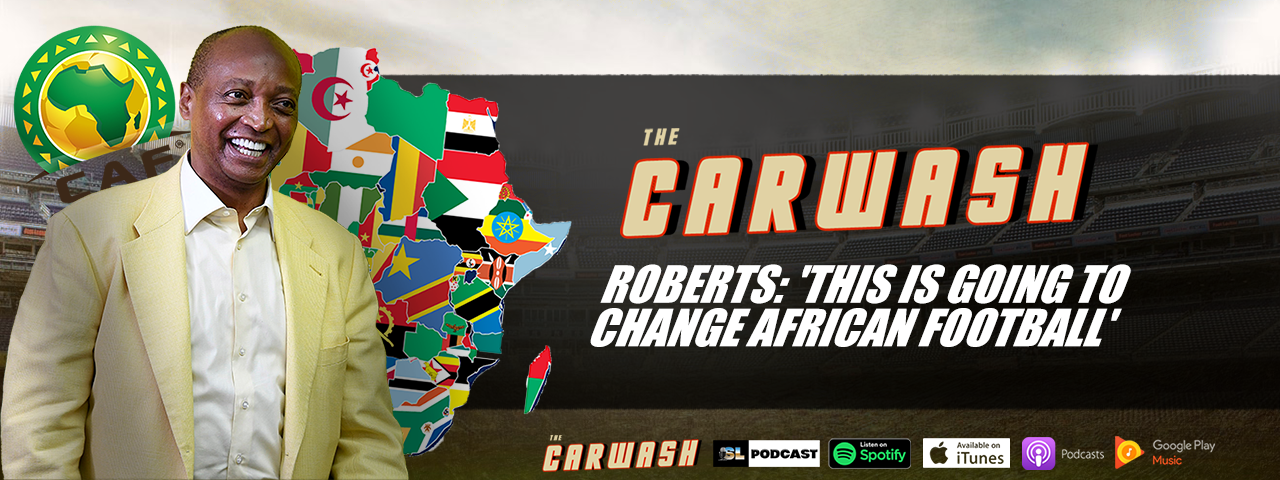 CAF
THE
CARWASH
ROBERTS: 'THIS IS GOING TO
CHANGE AFRICAN FOOTBALL'
THE
CARWASH
SL PODCAST
Listen on
Spotify
Available on
iTunes
Podcasts
Google Play
Music